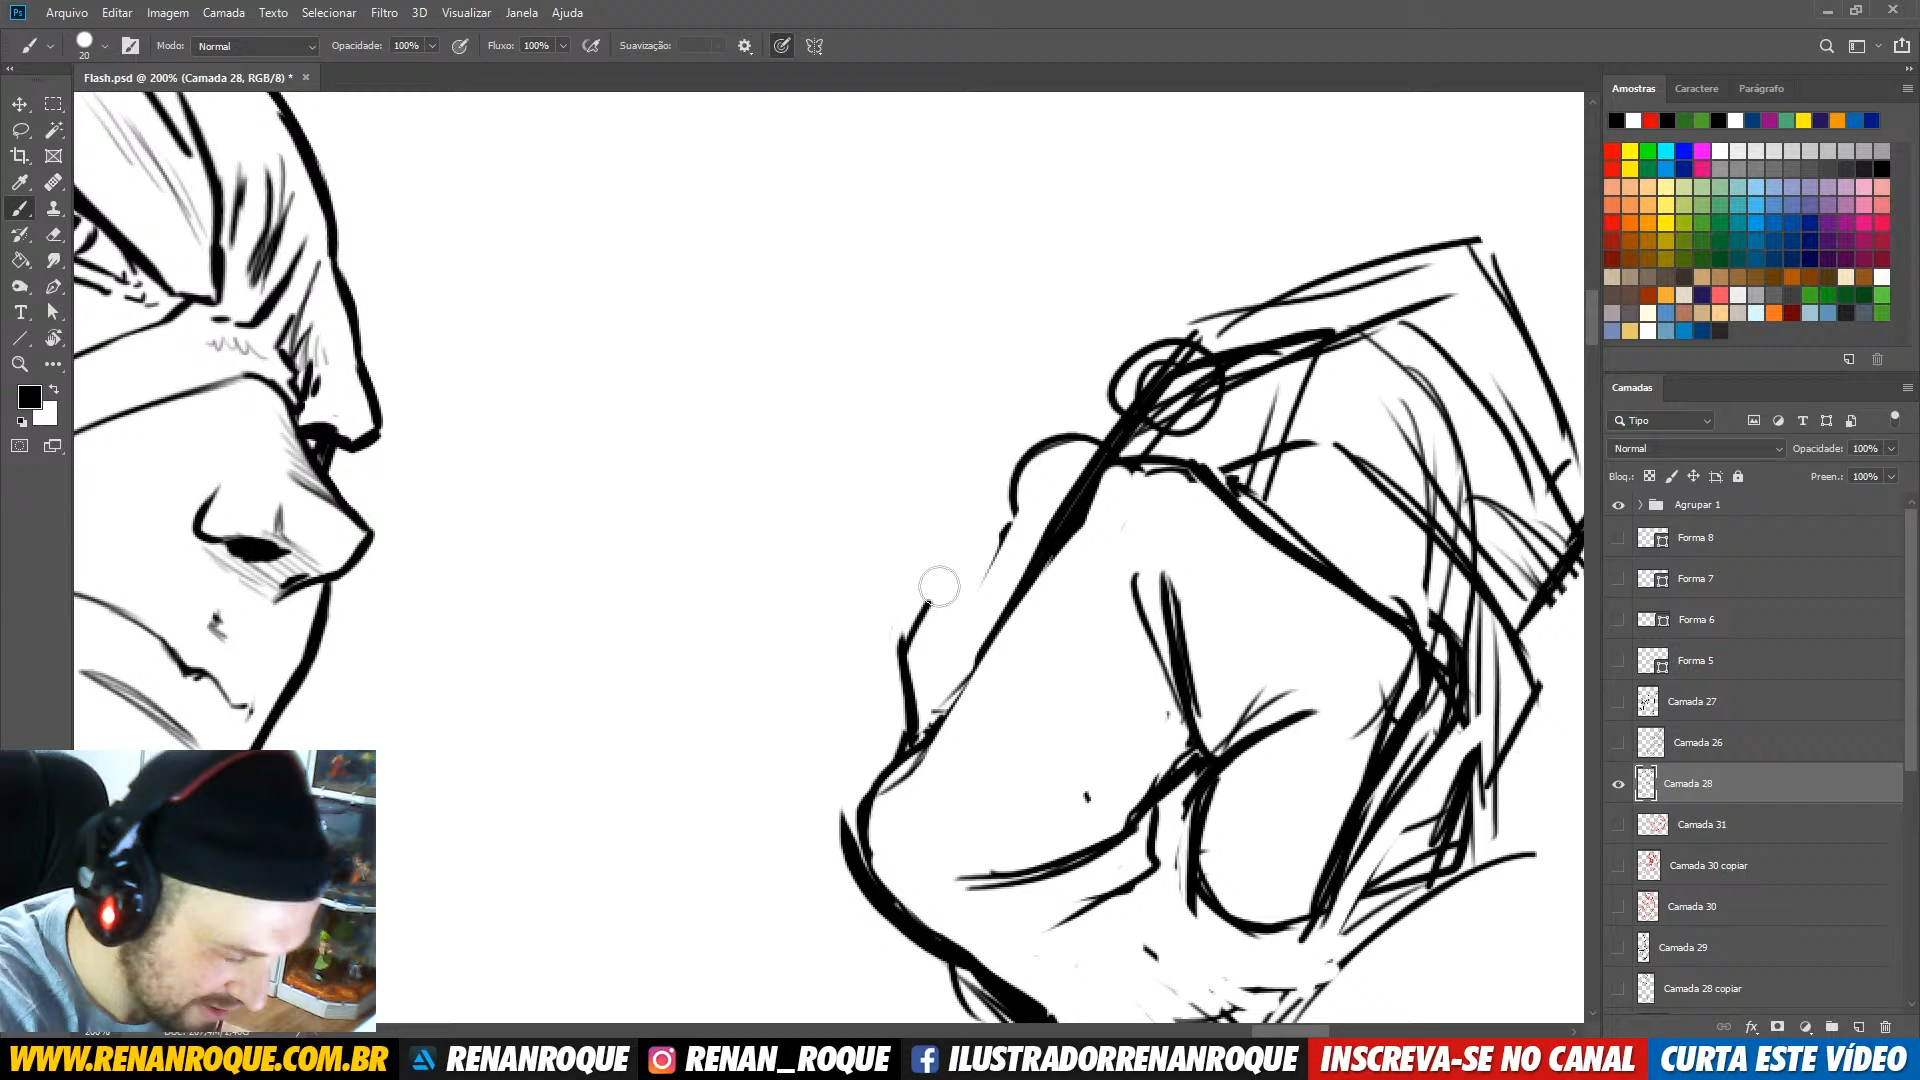 Ps Arquivo Editar Imagem Camada Texto Selecionar Filtro 3D Visualizar Janela Ajuda
20 Modo: Normal Opacidade: 100% Fluxo: 100% Suavização:
Flash.psd @ 200% (Camada 28, RGB/8) *
Amostras Caractere Parágrafo
Camadas
Tipo
Normal Opacidade: 100%
Bloq.: Preen.: 100%
Agrupar 1
Forma 8
Forma 7
Forma 6
Forma 5
Camada 27
Camada 26
Camada 28
Camada 31
Camada 30 copiar
Camada 30
Camada 29
Camada 28 copiar
WWW.RENANROQUE.COM.BR RENANROQUE RENAN__ROQUE ILUSTRADORRENANROQUE INSCREVA-SE NO CANAL CURTA ESTE VÍDEO